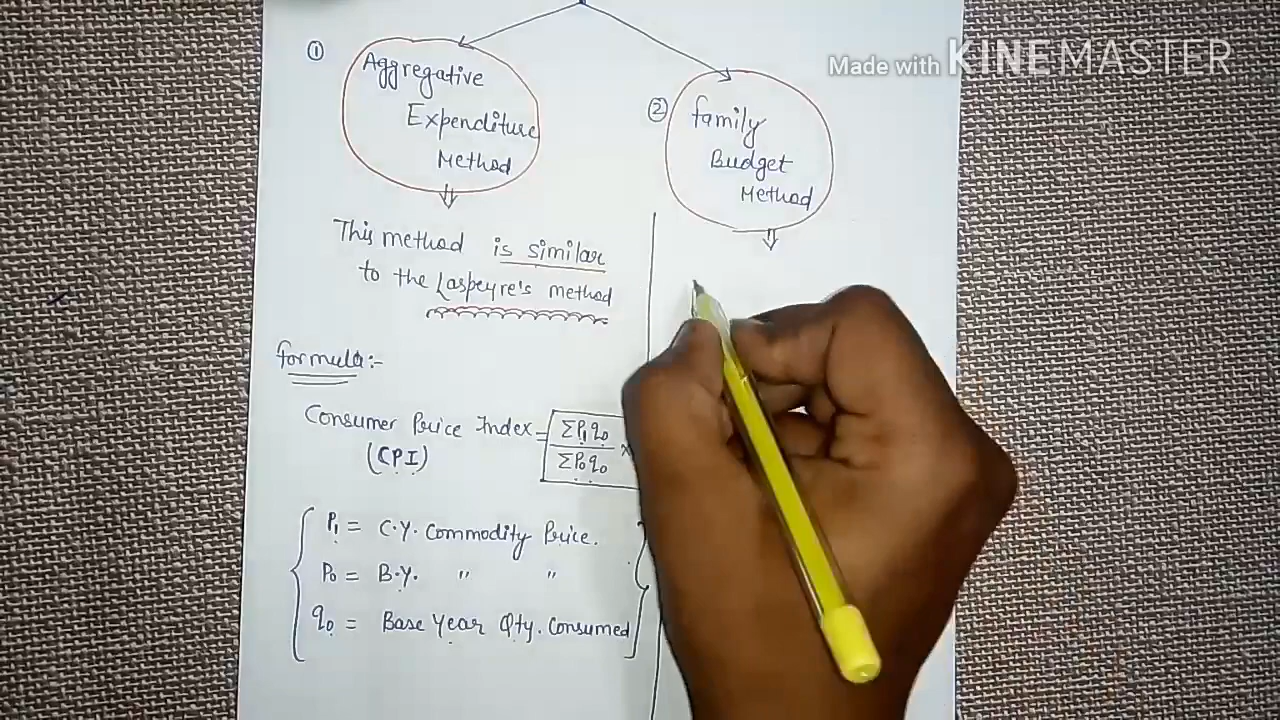 Made with KINEMASTER
①
Aggregative
Expenditure
Method
②
family
Budget
Method
This method is similar
to the Laspeyre's method
formula:-
Consumer Price Index = ΣP₁q₀ / ΣP₀q₀ ×
(CPI)
P₁ = C.Y. Commodity Price.
P₀ = B.Y. " "
q₀ = Base Year Qty. Consumed